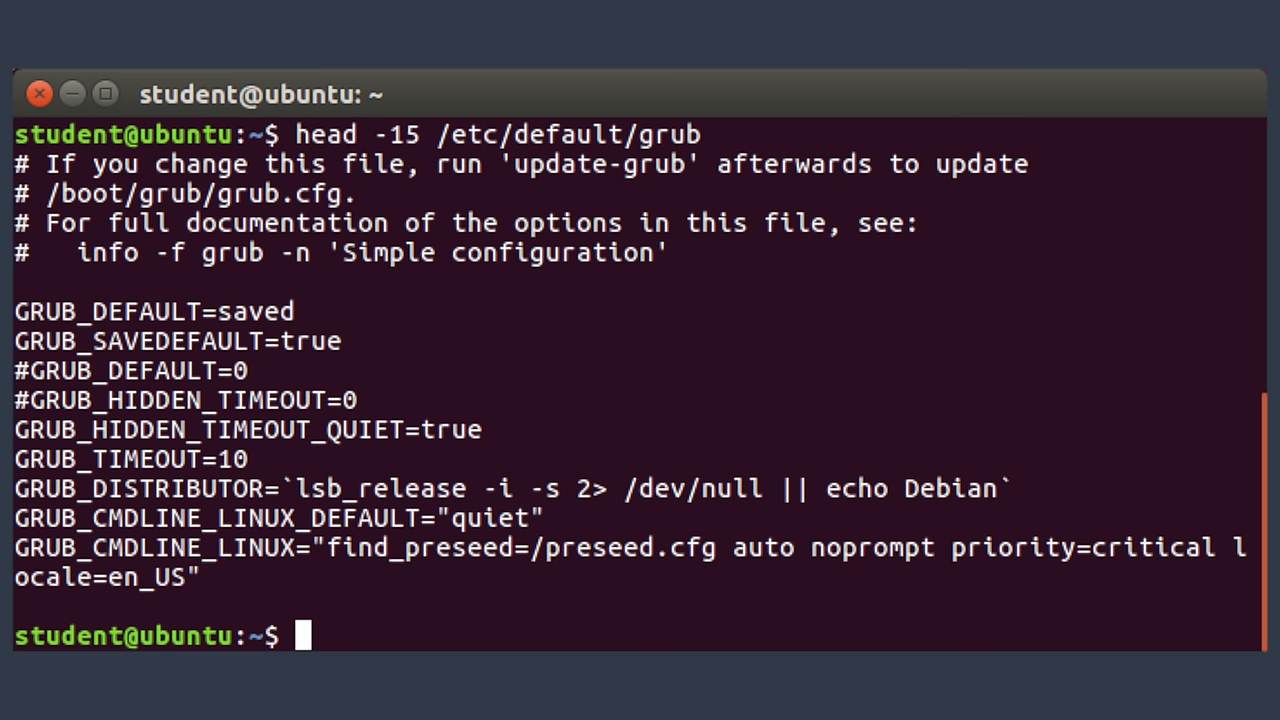 student@ubuntu: ~
student@ubuntu:~$ head -15 /etc/default/grub
# If you change this file, run 'update-grub' afterwards to update
# /boot/grub/grub.cfg.
# For full documentation of the options in this file, see:
#   info -f grub -n 'Simple configuration'

GRUB_DEFAULT=saved
GRUB_SAVEDEFAULT=true
#GRUB_DEFAULT=0
#GRUB_HIDDEN_TIMEOUT=0
GRUB_HIDDEN_TIMEOUT_QUIET=true
GRUB_TIMEOUT=10
GRUB_DISTRIBUTOR=`lsb_release -i -s 2> /dev/null || echo Debian`
GRUB_CMDLINE_LINUX_DEFAULT="quiet"
GRUB_CMDLINE_LINUX="find_preseed=/preseed.cfg auto noprompt priority=critical l
ocale=en_US"

student@ubuntu:~$